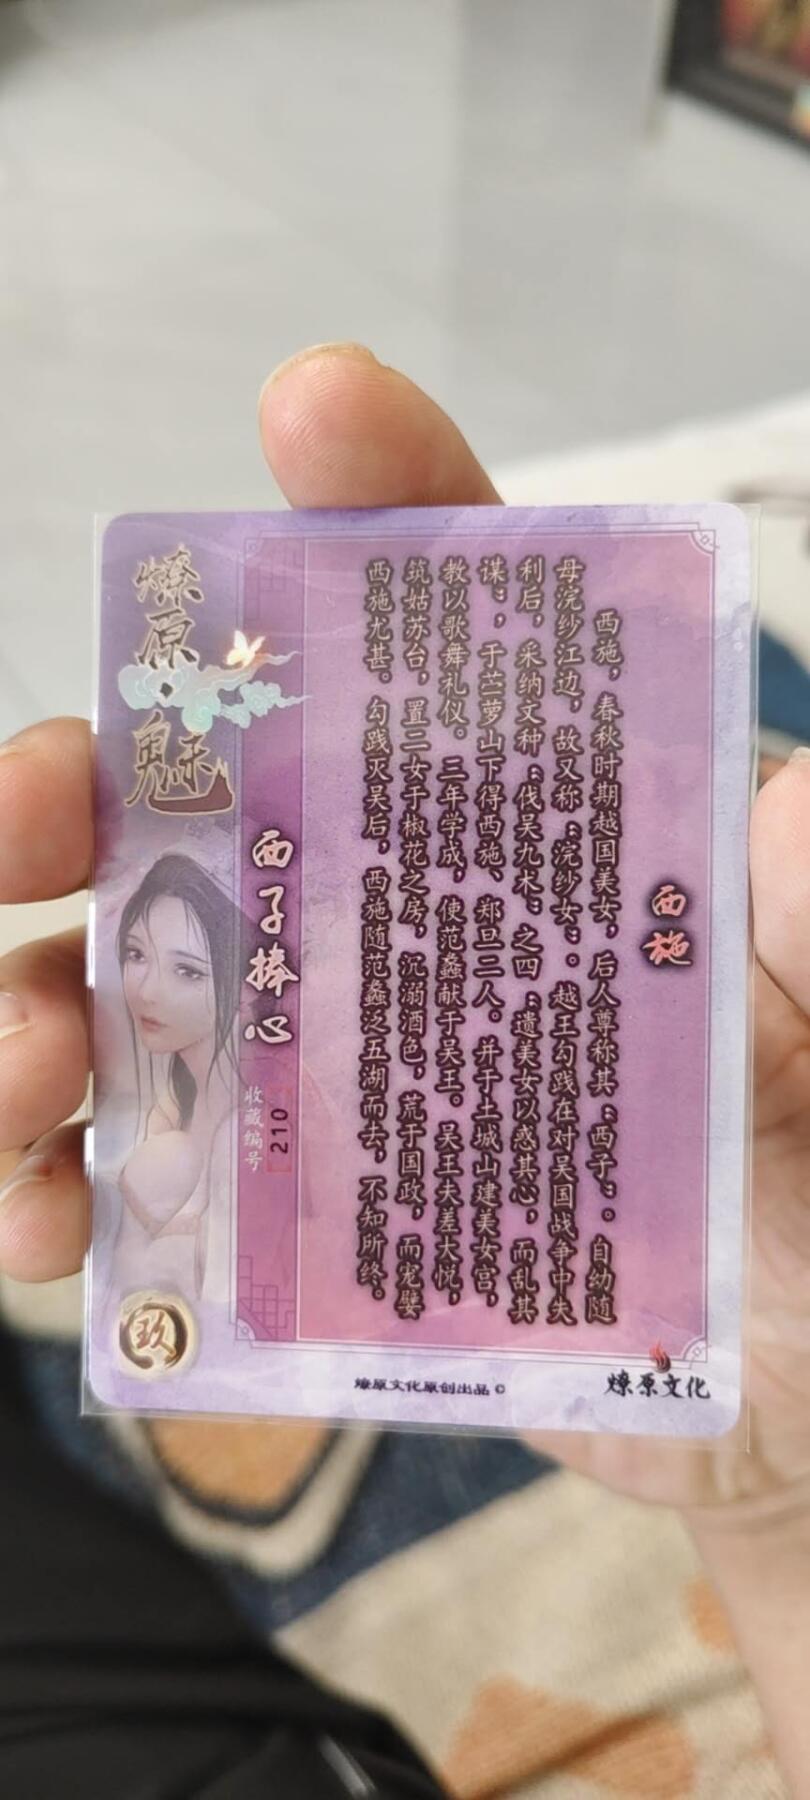 燎原·魅
西子捧心
收藏编号
210
玖
西施
西施，春秋时期越国美女，后人尊称其“西子”。自幼随
母浣纱江边，故又称“浣纱女”。越王勾践在对吴国战争中失
利后，采纳文种“伐吴九术”之四“遗美女以惑其心，而乱其
谋”，于苎萝山下得西施、郑旦二人。并于土城山建美女宫，
教以歌舞礼仪。三年学成，使范蠡献于吴王。吴王夫差大悦，
筑姑苏台，置二女于椒花之房，沉溺酒色，荒于国政，而宠嬖
西施尤甚。勾践灭吴后，西施随范蠡泛五湖而去，不知所终。
燎原文化原创出品 ©
燎原文化